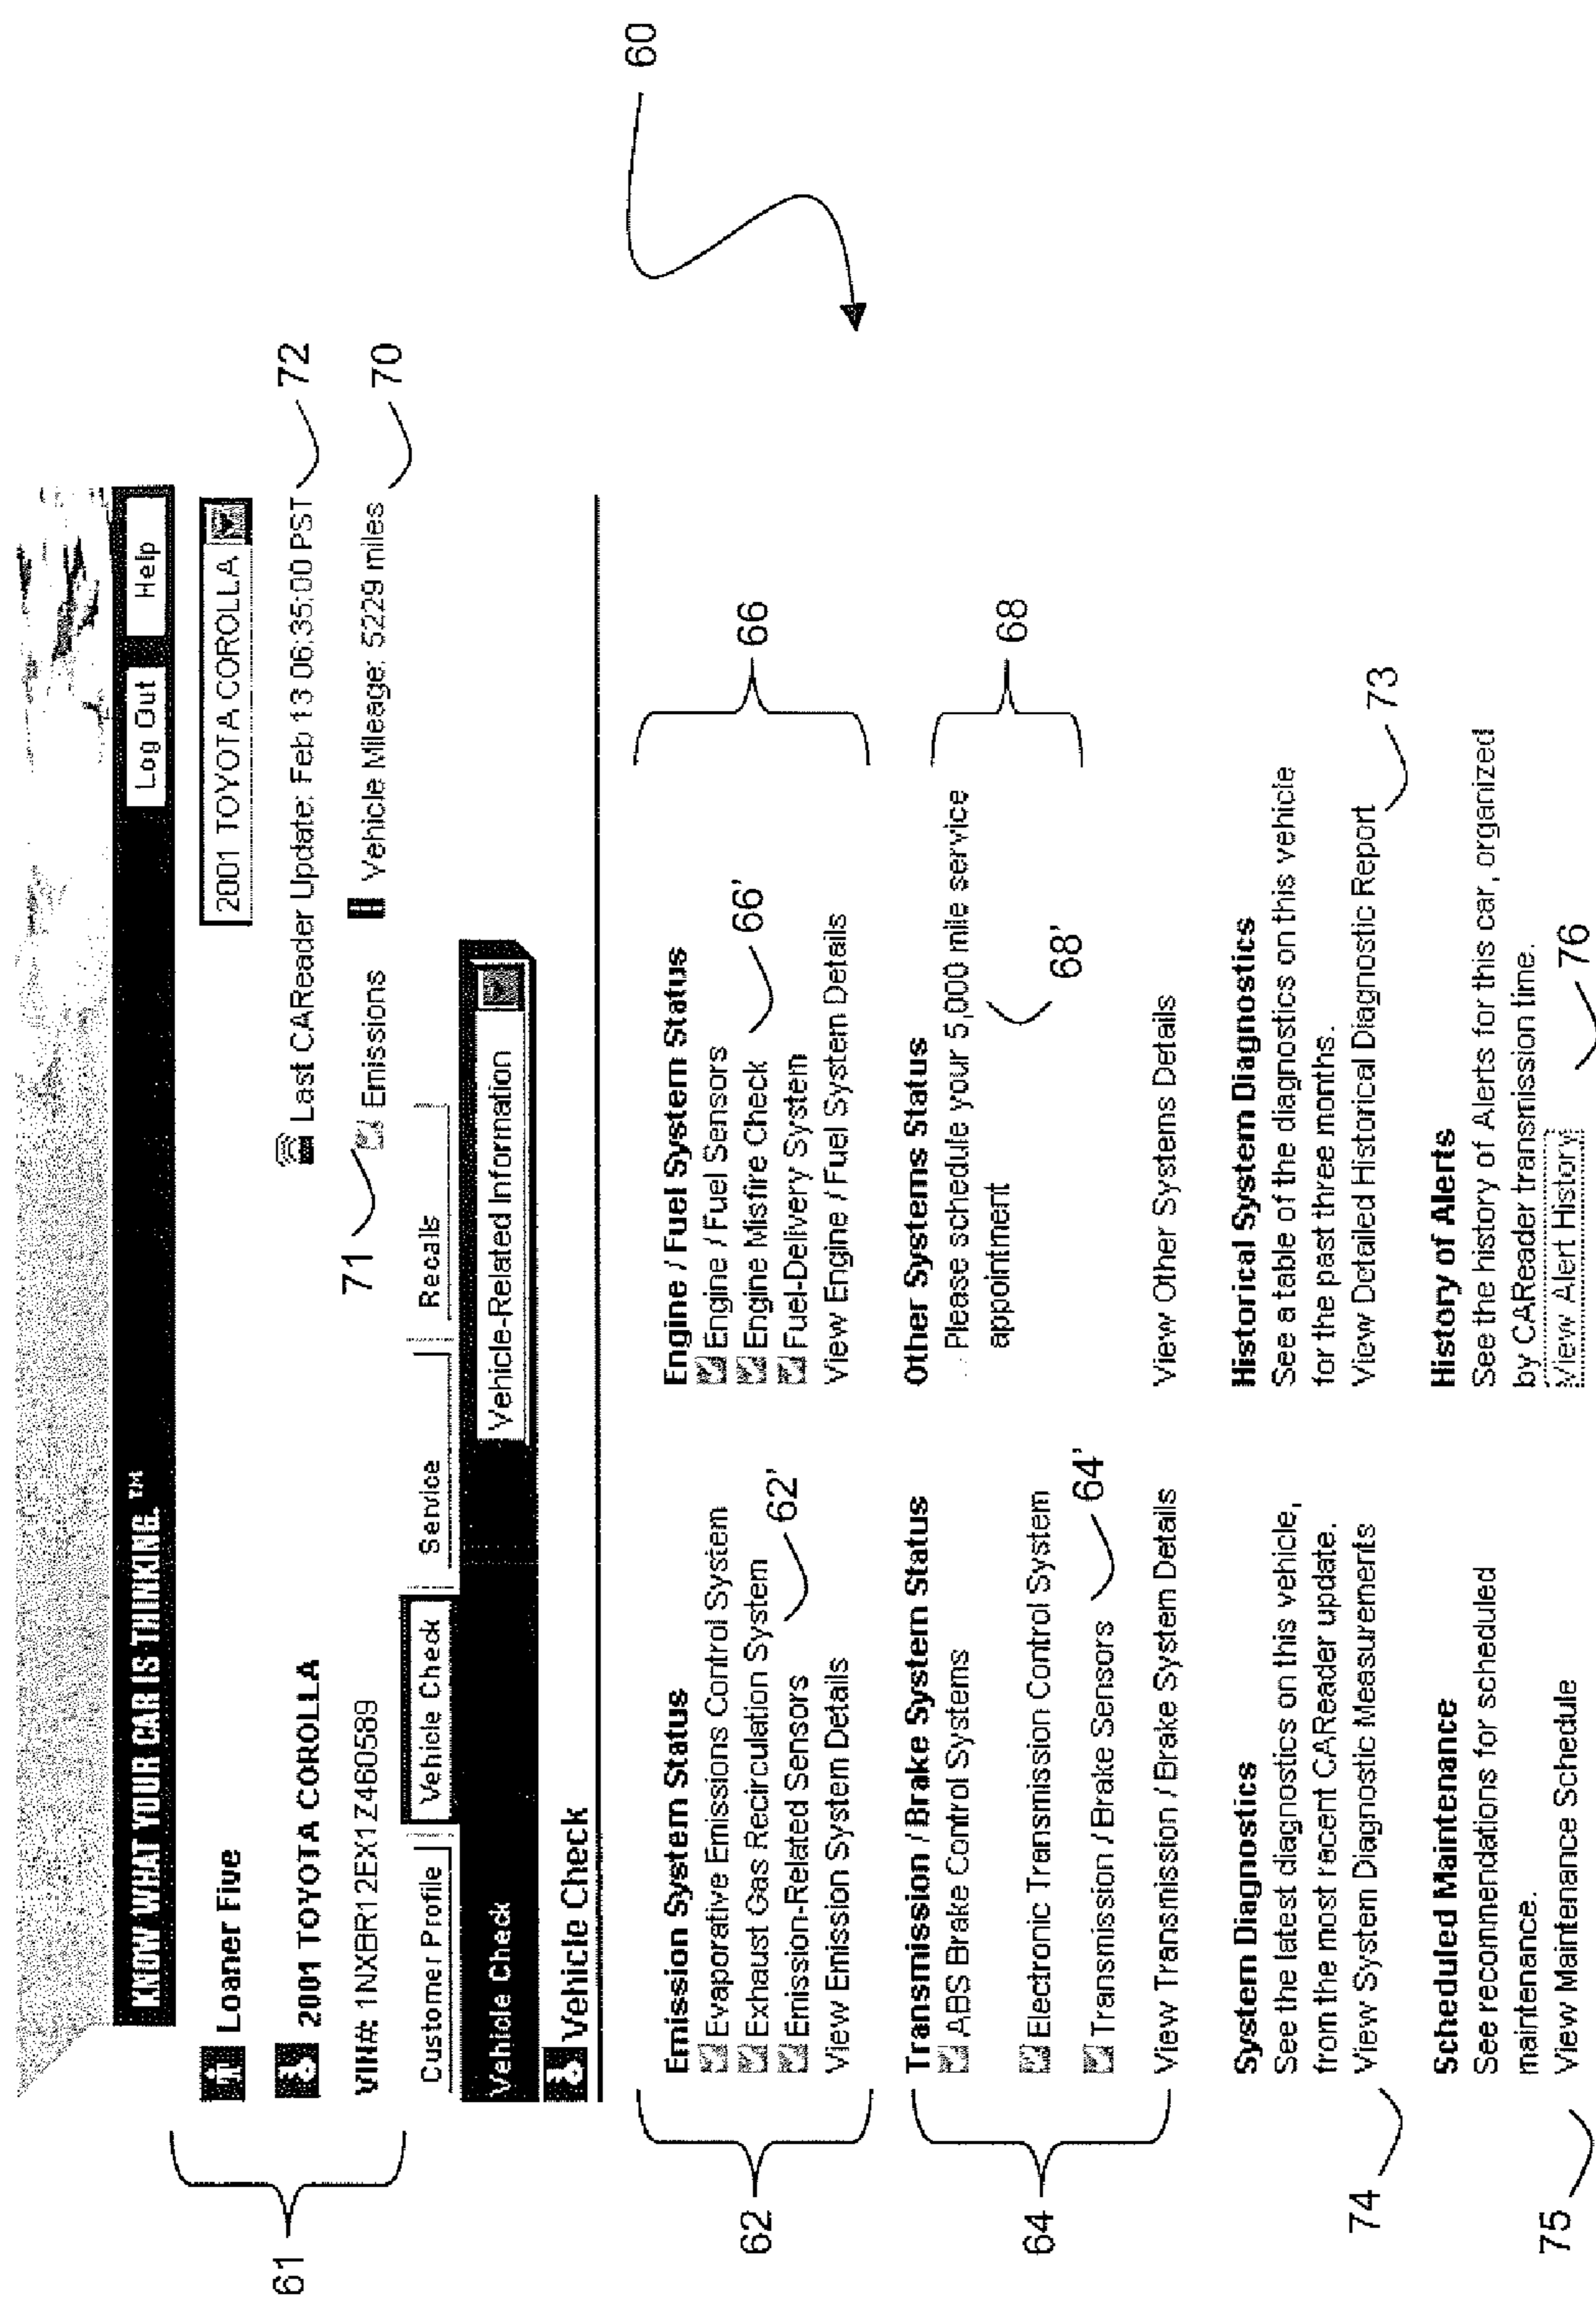 60
KNOW WHAT YOUR CAR IS THINKING.™
Log Out Help
61
Loaner Five
2001 TOYOTA COROLLA
2001 TOYOTA COROLLA
Last CAReader Update: Feb 13 06:35:00 PST 72
VIN#: 1NXBR12EX1Z460589
71 Emissions Vehicle Mileage: 5229 miles 70
Customer Profile Vehicle Check Service Recalls
Vehicle Check Vehicle-Related Information
Vehicle Check
62
Emission System Status
Evaporative Emissions Control System
Exhaust Gas Recirculation System
Emission-Related Sensors 62'
View Emission System Details
Engine / Fuel System Status
Engine / Fuel Sensors
Engine Misfire Check 66'
Fuel-Delivery System
View Engine / Fuel System Details
66
64
Transmission / Brake System Status
ABS Brake Control Systems
Electronic Transmission Control System
Transmission / Brake Sensors 64'
View Transmission / Brake System Details
Other Systems Status
Please schedule your 5,000 mile service
appointment
68'
View Other Systems Details
68
System Diagnostics
See the latest diagnostics on this vehicle,
from the most recent CAReader update.
View System Diagnostic Measurements
74
Historical System Diagnostics
See a table of the diagnostics on this vehicle
for the past three months.
View Detailed Historical Diagnostic Report 73
Scheduled Maintenance
See recommendations for scheduled
maintenance.
View Maintenance Schedule
75
History of Alerts
See the history of Alerts for this car, organized
by CAReader transmission time.
View Alert History 76